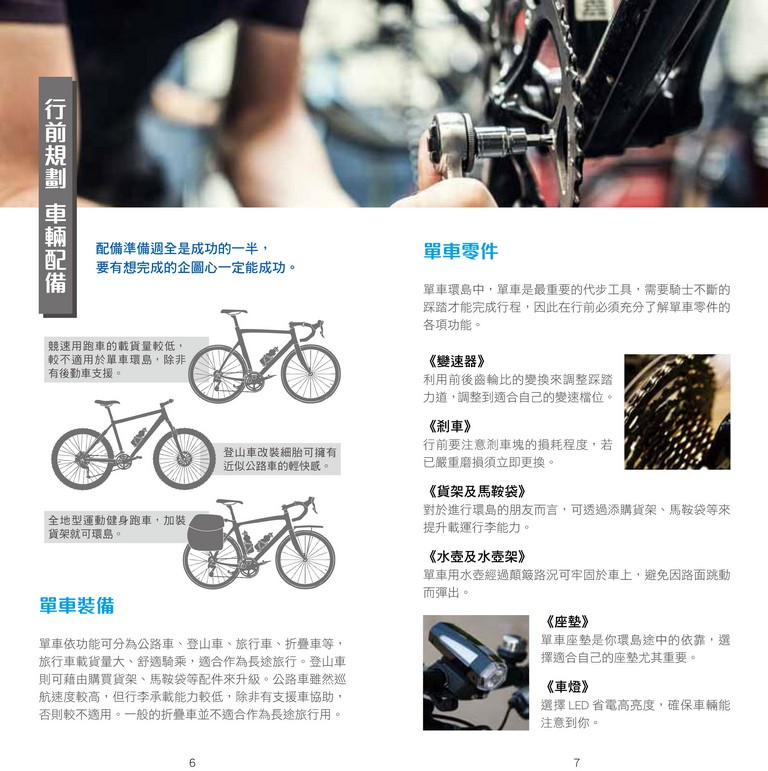 行前規劃 車輛配備
配備準備週全是成功的一半，
要有想完成的企圖心一定能成功。
競速用跑車的載貨量較低，
較不適用於單車環島，除非
有後勤車支援。
登山車改裝細胎可擁有
近似公路車的輕快感。
全地型運動健身跑車，加裝
貨架就可環島。
單車裝備
單車依功能可分為公路車、登山車、旅行車、折疊車等，
旅行車載貨量大、舒適騎乘，適合作為長途旅行。登山車
則可藉由購買貨架、馬鞍袋等配件來升級。公路車雖然巡
航速度較高，但行李承載能力較低，除非有支援車協助，
否則較不適用。一般的折疊車並不適合作為長途旅行用。
6
單車零件
單車環島中，單車是最重要的代步工具，需要騎士不斷的
踩踏才能完成行程，因此在行前必須充分了解單車零件的
各項功能。
《變速器》
利用前後齒輪比的變換來調整踩踏
力道，調整到適合自己的變速檔位。
《剎車》
行前要注意剎車塊的損耗程度，若
已嚴重磨損須立即更換。
《貨架及馬鞍袋》
對於進行環島的朋友而言，可透過添購貨架、馬鞍袋等來
提升載運行李能力。
《水壺及水壺架》
單車用水壺經過顛簸路況可牢固於車上，避免因路面跳動
而彈出。
《座墊》
單車座墊是你環島途中的依靠，選
擇適合自己的座墊尤其重要。
《車燈》
選擇 LED 省電高亮度，確保車輛能
注意到你。
7